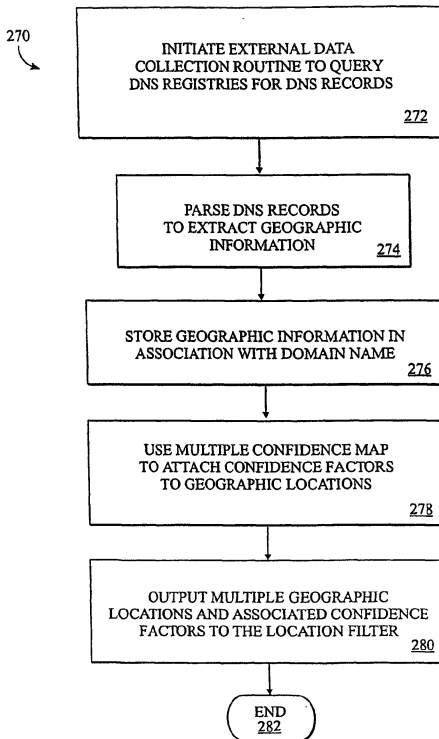 270
INITIATE EXTERNAL DATA
COLLECTION ROUTINE TO QUERY
DNS REGISTRIES FOR DNS RECORDS
272
PARSE DNS RECORDS
TO EXTRACT GEOGRAPHIC
INFORMATION
274
STORE GEOGRAPHIC INFORMATION IN
ASSOCIATION WITH DOMAIN NAME
276
USE MULTIPLE CONFIDENCE MAP
TO ATTACH CONFIDENCE FACTORS
TO GEOGRAPHIC LOCATIONS
278
OUTPUT MULTIPLE GEOGRAPHIC
LOCATIONS AND ASSOCIATED CONFIDENCE
FACTORS TO THE LOCATION FILTER
280
END
282